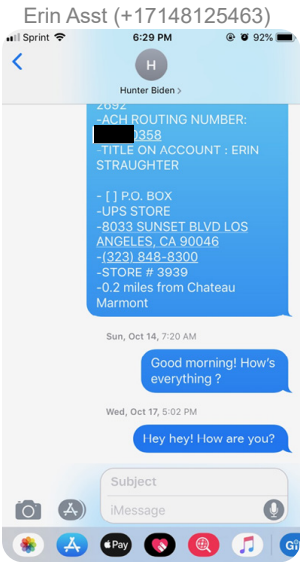 Erin Asst (+17148125463)
Sprint 6:29 PM 92%
H
Hunter Biden >
2692
-ACH ROUTING NUMBER:
0358
-TITLE ON ACCOUNT : ERIN
STRAUGHTER
- [ ] P.O. BOX
-UPS STORE
-8033 SUNSET BLVD LOS
ANGELES, CA 90046
-(323) 848-8300
-STORE # 3939
-0.2 miles from Chateau
Marmont
Sun, Oct 14, 7:20 AM
Good morning! How's
everything ?
Wed, Oct 17, 5:02 PM
Hey hey! How are you?
Subject
iMessage
Pay